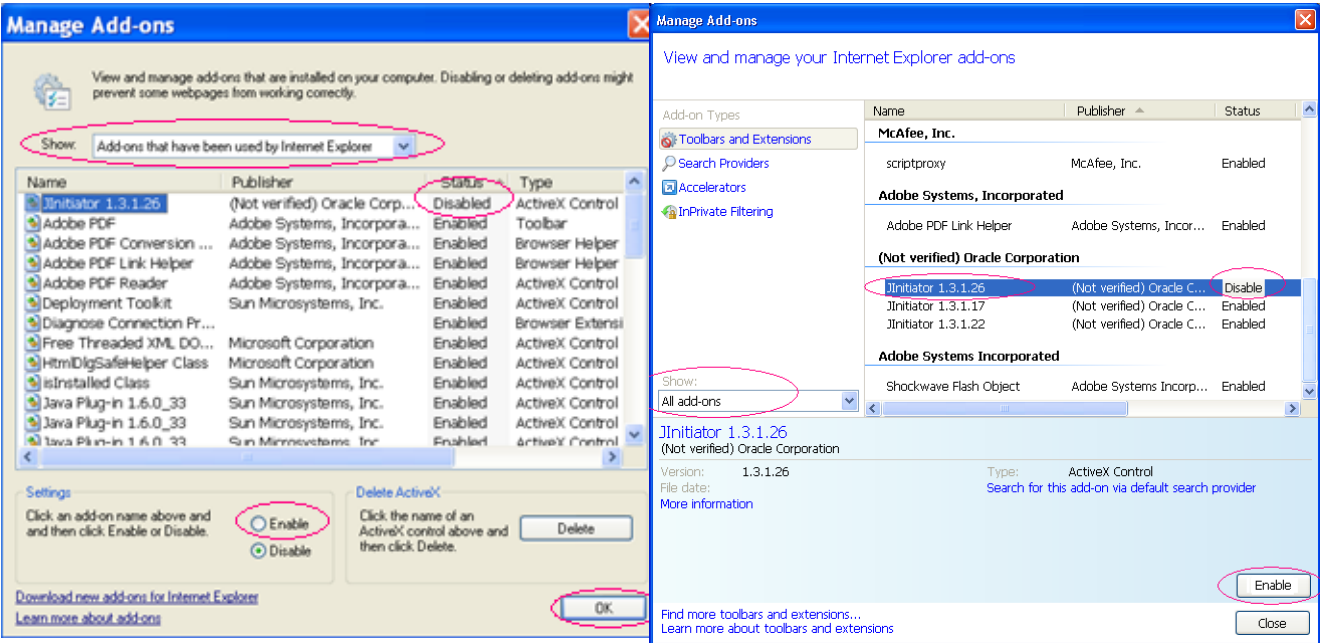 Manage Add-ons
View and manage add-ons that are installed on your computer. Disabling or deleting add-ons might
prevent some webpages from working correctly.
Show: Add-ons that have been used by Internet Explorer
Name Publisher Status Type
JInitiator 1.3.1.26 (Not verified) Oracle Corp... Disabled ActiveX Control
Adobe PDF Adobe Systems, Incorpora... Enabled Toolbar
Adobe PDF Conversion ... Adobe Systems, Incorpora... Enabled Browser Helper
Adobe PDF Link Helper Adobe Systems, Incorpora... Enabled Browser Helper
Adobe PDF Reader Adobe Systems, Incorpora... Enabled ActiveX Control
Deployment Toolkit Sun Microsystems, Inc. Enabled ActiveX Control
Diagnose Connection Pr... Enabled Browser Extensi
Free Threaded XML DO... Microsoft Corporation Enabled ActiveX Control
HtmlDlgSafeHelper Class Microsoft Corporation Enabled ActiveX Control
isInstalled Class Sun Microsystems, Inc. Enabled ActiveX Control
Java Plug-in 1.6.0_33 Sun Microsystems, Inc. Enabled ActiveX Control
Java Plug-in 1.6.0_33 Sun Microsystems, Inc. Enabled ActiveX Control
Settings
Click an add-on name above and
and then click Enable or Disable.
Enable
Disable
Delete ActiveX
Click the name of an
ActiveX control above and
then click Delete.
Delete
Download new add-ons for Internet Explorer
Learn more about add-ons
OK
Manage Add-ons
View and manage your Internet Explorer add-ons
Add-on Types
Toolbars and Extensions
Search Providers
Accelerators
InPrivate Filtering
Show:
All add-ons
Name Publisher Status
McAfee, Inc.
scriptproxy McAfee, Inc. Enabled
Adobe Systems, Incorporated
Adobe PDF Link Helper Adobe Systems, Incor... Enabled
(Not verified) Oracle Corporation
JInitiator 1.3.1.26 (Not verified) Oracle C... Disable
JInitiator 1.3.1.17 (Not verified) Oracle C... Enabled
JInitiator 1.3.1.22 (Not verified) Oracle C... Enabled
Adobe Systems Incorporated
Shockwave Flash Object Adobe Systems Incorp... Enabled
JInitiator 1.3.1.26
(Not verified) Oracle Corporation
Version: 1.3.1.26 Type: ActiveX Control
File date: Search for this add-on via default search provider
More information
Enable
Find more toolbars and extensions...
Learn more about toolbars and extensions
Close